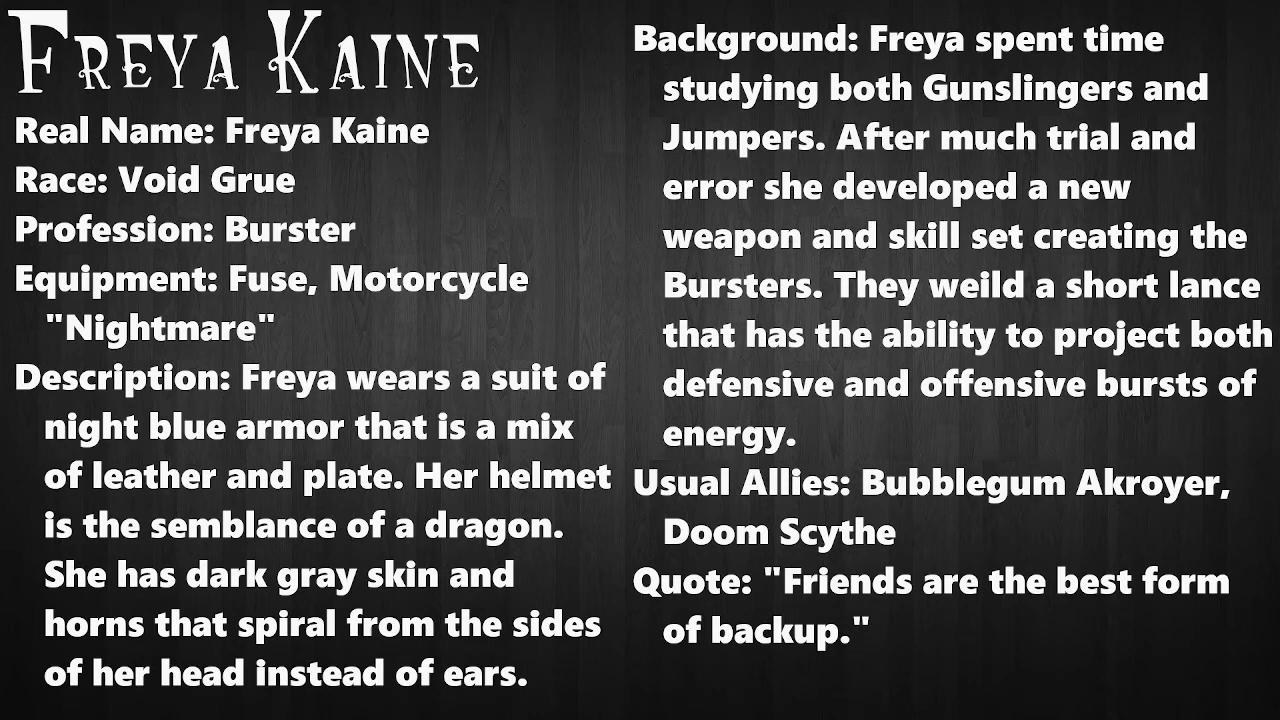 Freya Kaine
Real Name: Freya Kaine
Race: Void Grue
Profession: Burster
Equipment: Fuse, Motorcycle
"Nightmare"
Description: Freya wears a suit of
night blue armor that is a mix
of leather and plate. Her helmet
is the semblance of a dragon.
She has dark gray skin and
horns that spiral from the sides
of her head instead of ears.
Background: Freya spent time
studying both Gunslingers and
Jumpers. After much trial and
error she developed a new
weapon and skill set creating the
Bursters. They weild a short lance
that has the ability to project both
defensive and offensive bursts of
energy.
Usual Allies: Bubblegum Akroyer,
Doom Scythe
Quote: "Friends are the best form
of backup."